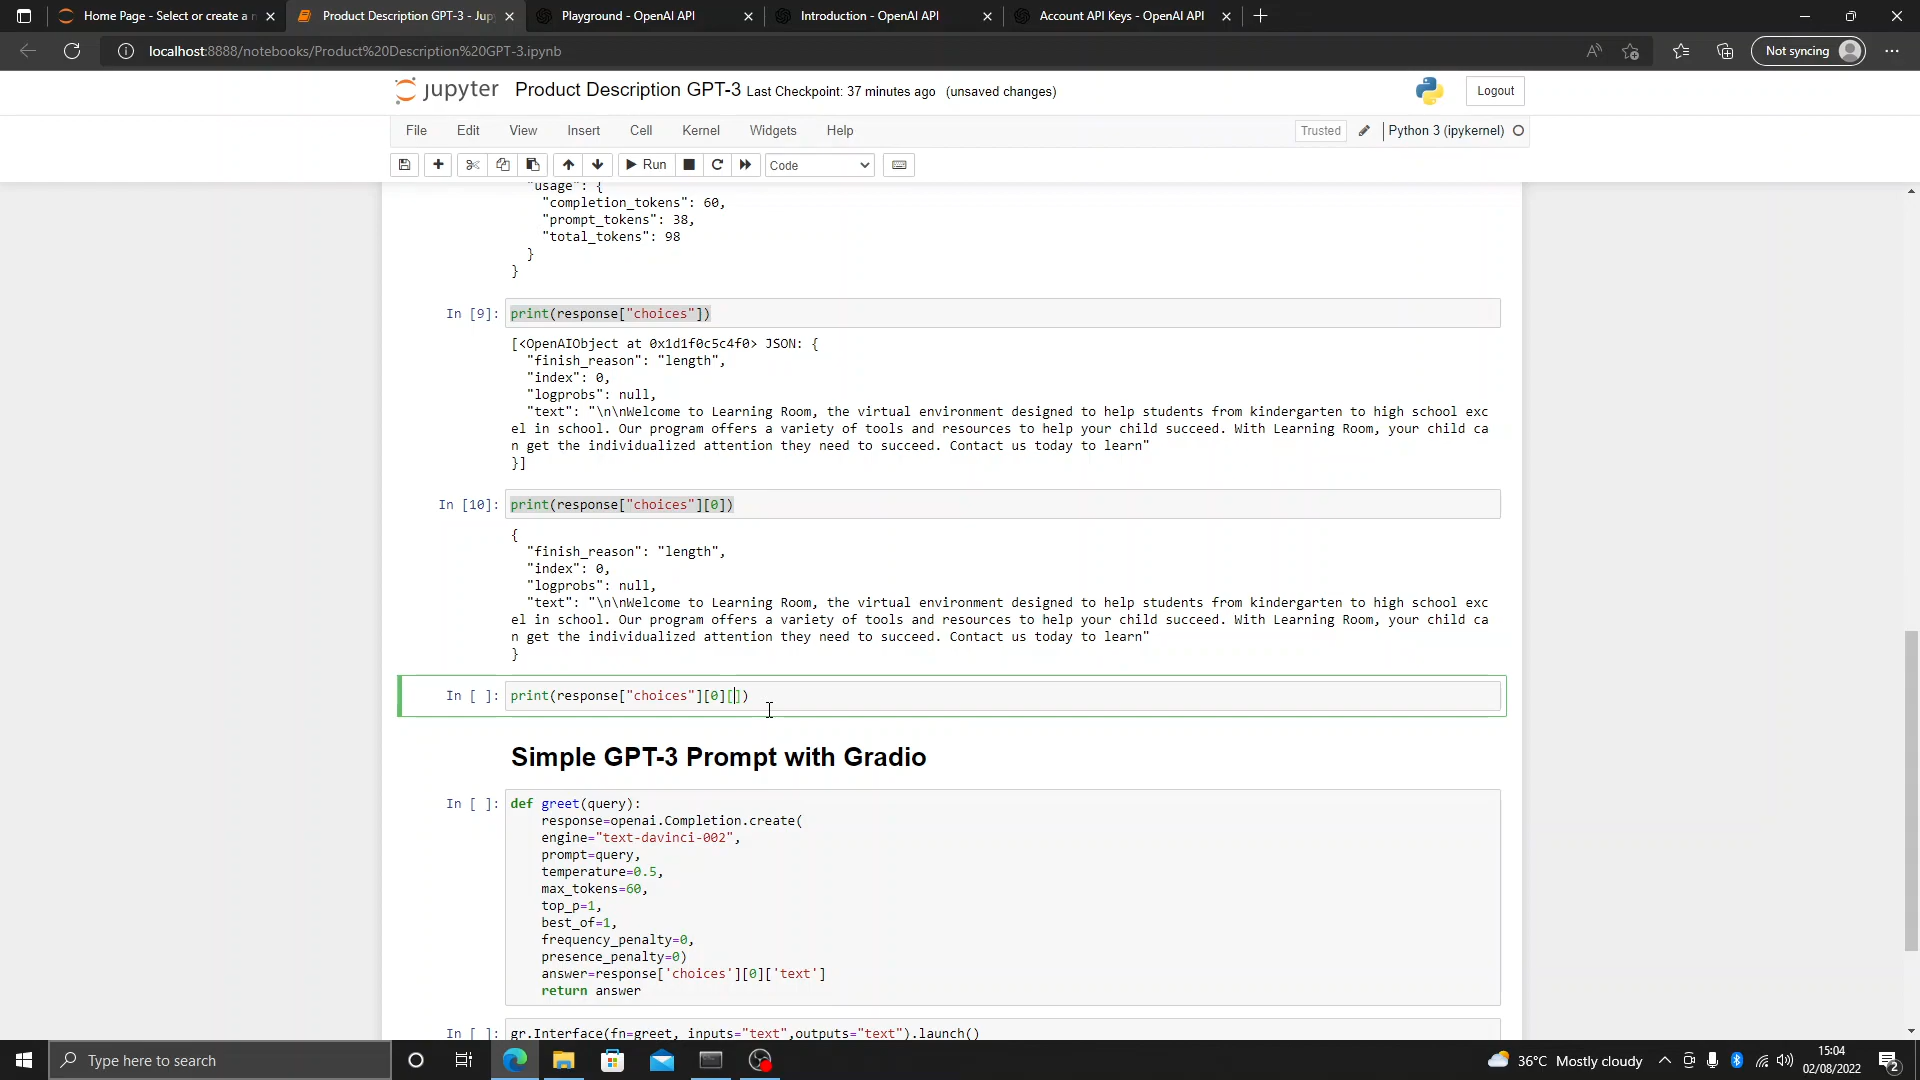 Home Page - Select or create a n
Product Description GPT-3 - Jup
Playground - OpenAI API
Introduction - OpenAI API
Account API Keys - OpenAI API
localhost:8888/notebooks/Product%20Description%20GPT-3.ipynb
Not syncing
jupyter Product Description GPT-3 Last Checkpoint: 37 minutes ago (unsaved changes)
Logout
File Edit View Insert Cell Kernel Widgets Help
Trusted
Python 3 (ipykernel)
Run
Code
"usage": {
"completion_tokens": 60,
"prompt_tokens": 38,
"total_tokens": 98
}
}
In [9]: print(response["choices"])
[<OpenAIObject at 0x1d1f0c5c4f0> JSON: {
"finish_reason": "length",
"index": 0,
"logprobs": null,
"text": "\n\nWelcome to Learning Room, the virtual environment designed to help students from kindergarten to high school exc
el in school. Our program offers a variety of tools and resources to help your child succeed. With Learning Room, your child ca
n get the individualized attention they need to succeed. Contact us today to learn"
}]
In [10]: print(response["choices"][0])
{
"finish_reason": "length",
"index": 0,
"logprobs": null,
"text": "\n\nWelcome to Learning Room, the virtual environment designed to help students from kindergarten to high school exc
el in school. Our program offers a variety of tools and resources to help your child succeed. With Learning Room, your child ca
n get the individualized attention they need to succeed. Contact us today to learn"
}
In [ ]: print(response["choices"][0][])
Simple GPT-3 Prompt with Gradio
In [ ]: def greet(query):
response=openai.Completion.create(
engine="text-davinci-002",
prompt=query,
temperature=0.5,
max_tokens=60,
top_p=1,
best_of=1,
frequency_penalty=0,
presence_penalty=0)
answer=response['choices'][0]['text']
return answer
In [ ]: gr.Interface(fn=greet, inputs="text",outputs="text").launch()
Type here to search
36°C Mostly cloudy
15:04
02/08/2022
2